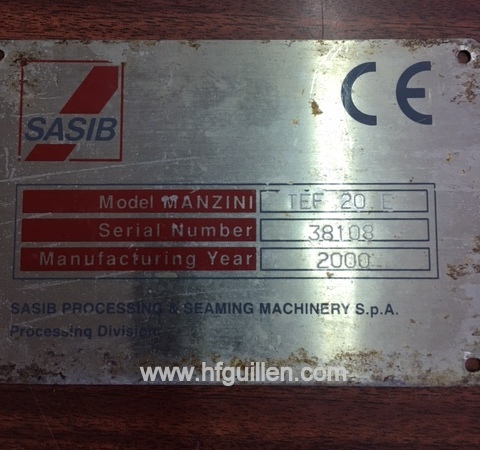 SASIB
CE
Model MANZINI TEF 20 E
Serial Number 38108
Manufacturing Year 2000
SASIB PROCESSING & SEAMING MACHINERY S.p.A.
Processing Division
www.hfguillen.com